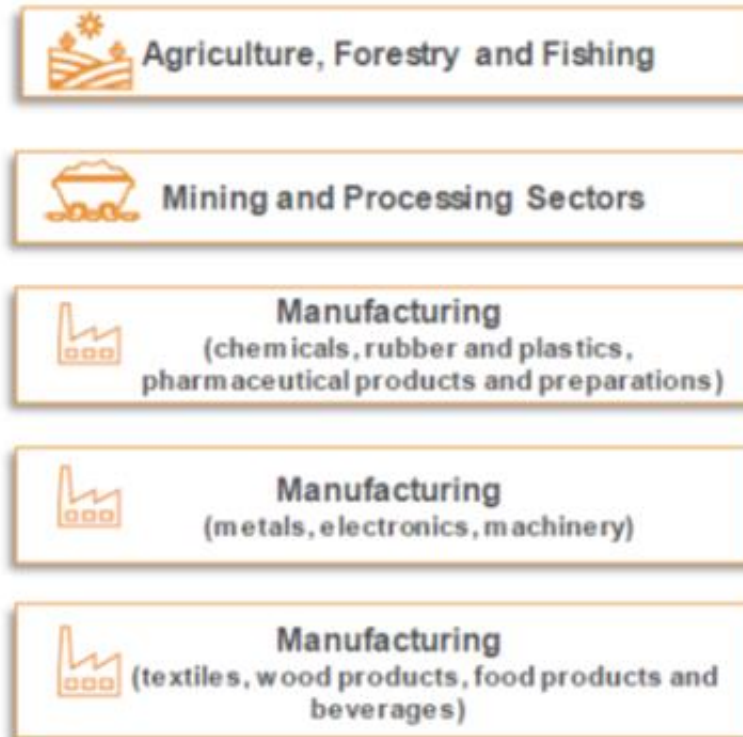 Agriculture, Forestry and Fishing
Mining and Processing Sectors
Manufacturing
(chemicals, rubber and plastics,
pharmaceutical products and preparations)
Manufacturing
(metals, electronics, machinery)
Manufacturing
(textiles, wood products, food products and
beverages)